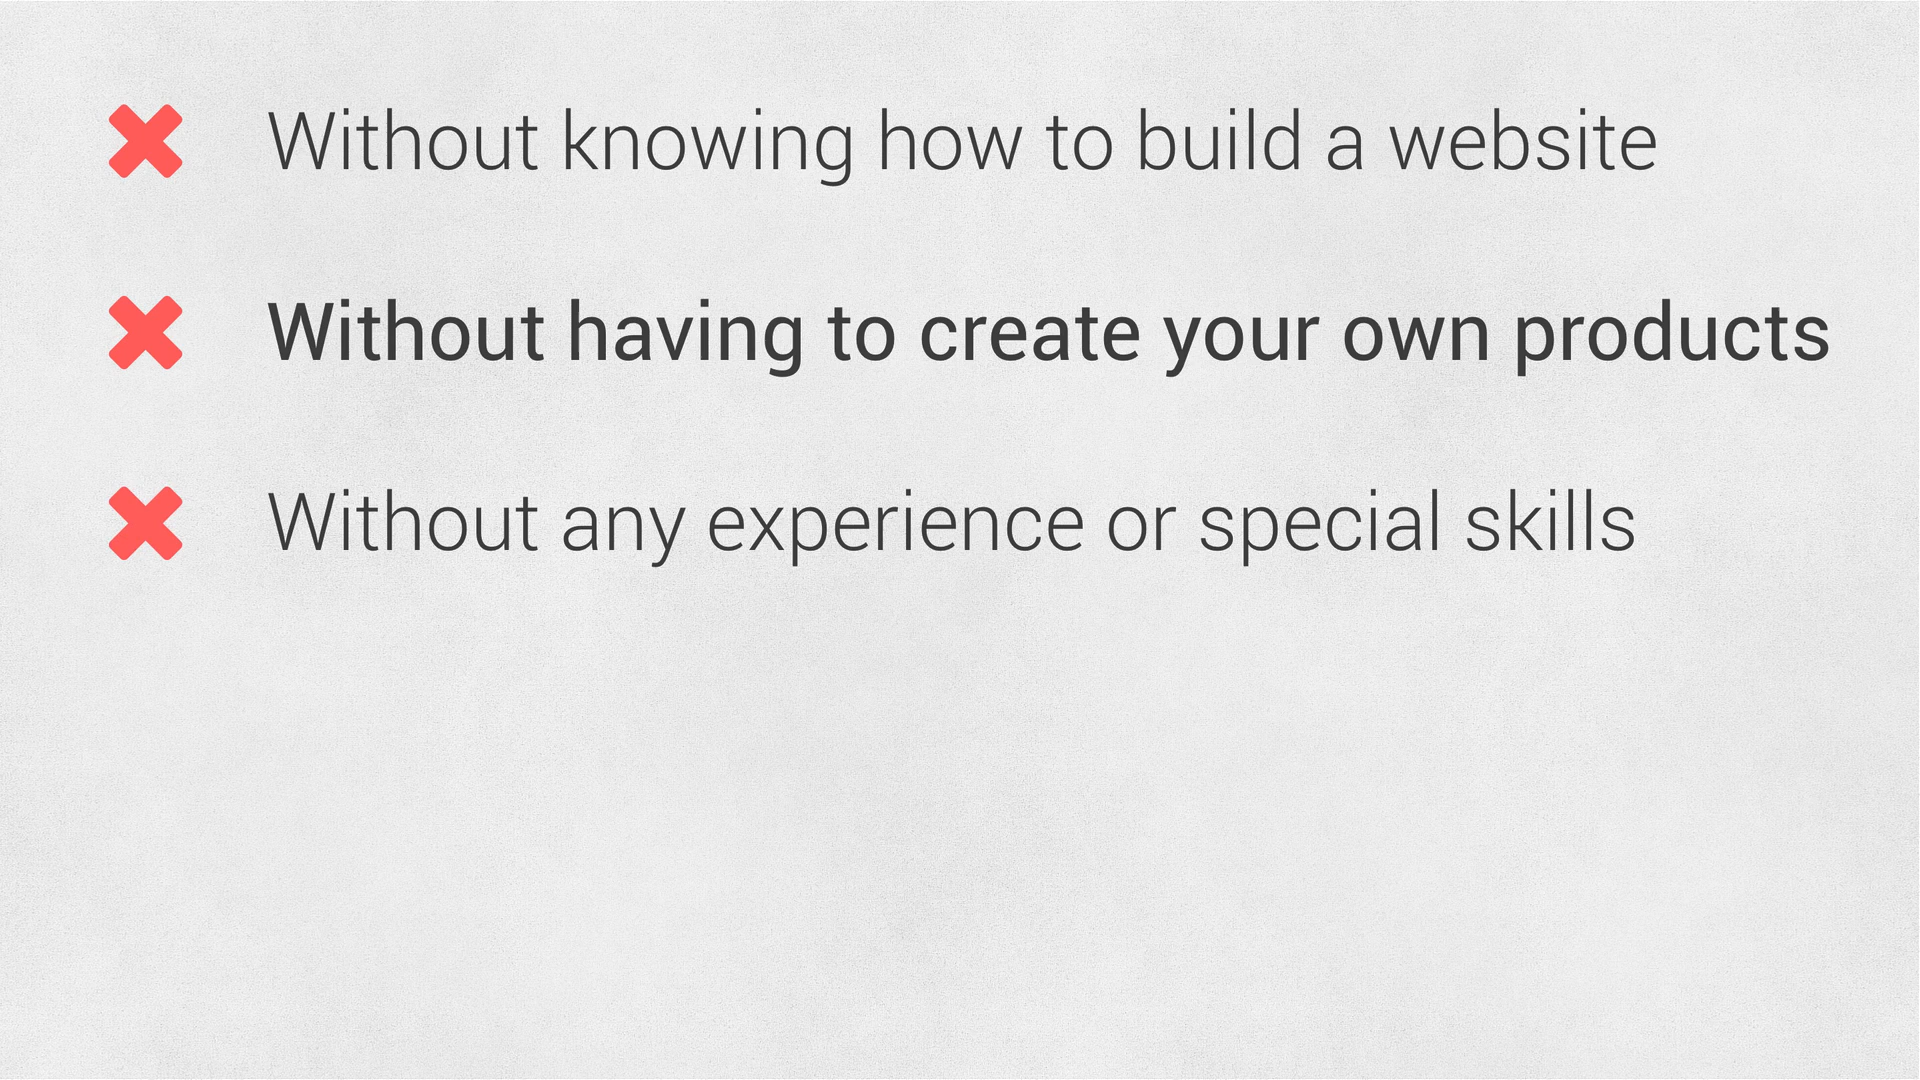 Without knowing how to build a website
Without having to create your own products
Without any experience or special skills